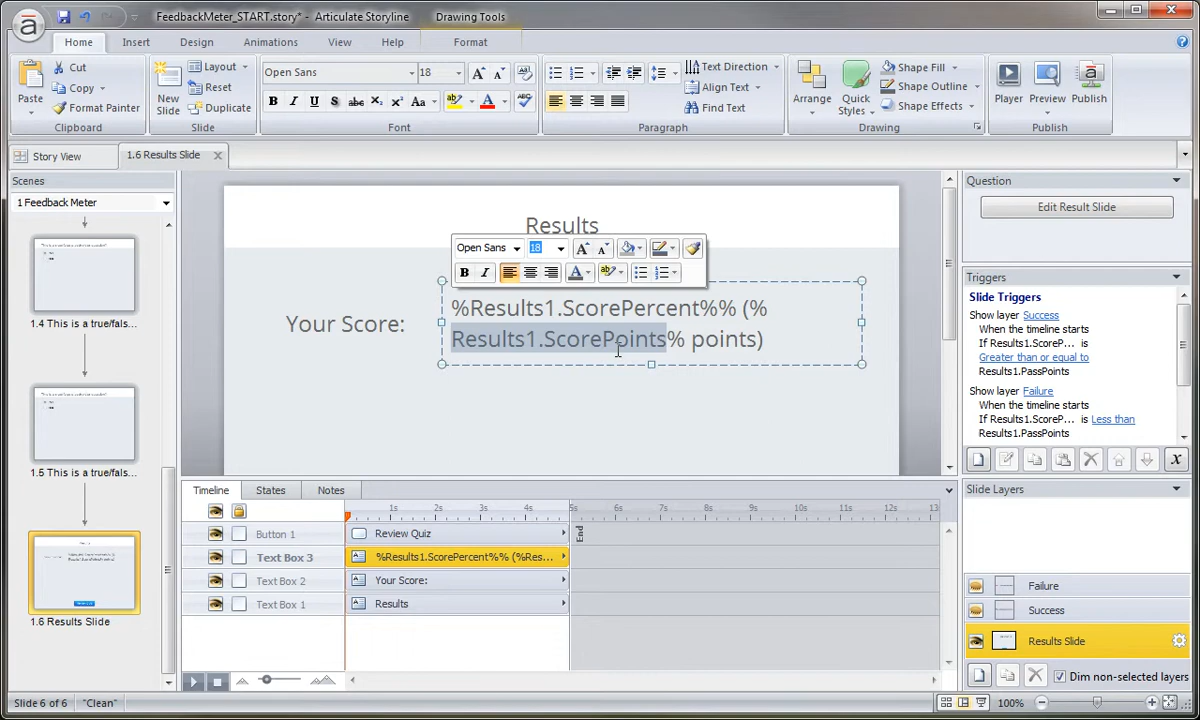 FeedbackMeter_START.story* - Articulate Storyline
Drawing Tools
Home
Insert
Design
Animations
View
Help
Format
Paste
Cut
Copy
Format Painter
Clipboard
New Slide
Layout
Reset
Duplicate
Slide
Open Sans
18
B I U S abc X₂ X² Aa
Font
Text Direction
Align Text
Find Text
Paragraph
Arrange
Quick Styles
Shape Fill
Shape Outline
Shape Effects
Drawing
Player
Preview
Publish
Publish
Story View
1.6 Results Slide
Scenes
1 Feedback Meter
1.4 This is a true/fals...
1.5 This is a true/fals...
1.6 Results Slide
Results
Open Sans
18
B I
Your Score:
%Results1.ScorePercent%% (%
Results1.ScorePoints% points)
Question
Edit Result Slide
Triggers
Slide Triggers
Show layer Success
When the timeline starts
If Results1.ScoreP... is
Greater than or equal to
Results1.PassPoints
Show layer Failure
When the timeline starts
If Results1.ScoreP... is Less than
Results1.PassPoints
Timeline
States
Notes
1s 2s 3s 4s 5s 6s 7s 8s 9s 10s 11s 12s 13
End
Button 1
Review Quiz
Text Box 3
%Results1.ScorePercent%% (%Res...
Text Box 2
Your Score:
Text Box 1
Results
Slide Layers
Failure
Success
Results Slide
Dim non-selected layers
Slide 6 of 6
"Clean"
100%